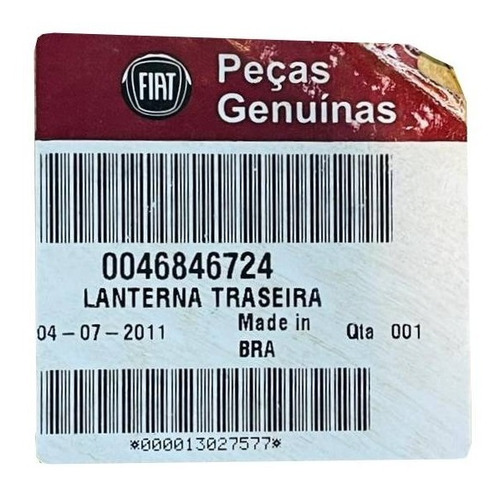 FIAT
Peças
Genuínas
0046846724
LANTERNA TRASEIRA
04-07-2011 Made in Qta 001
BRA
*000013027577*